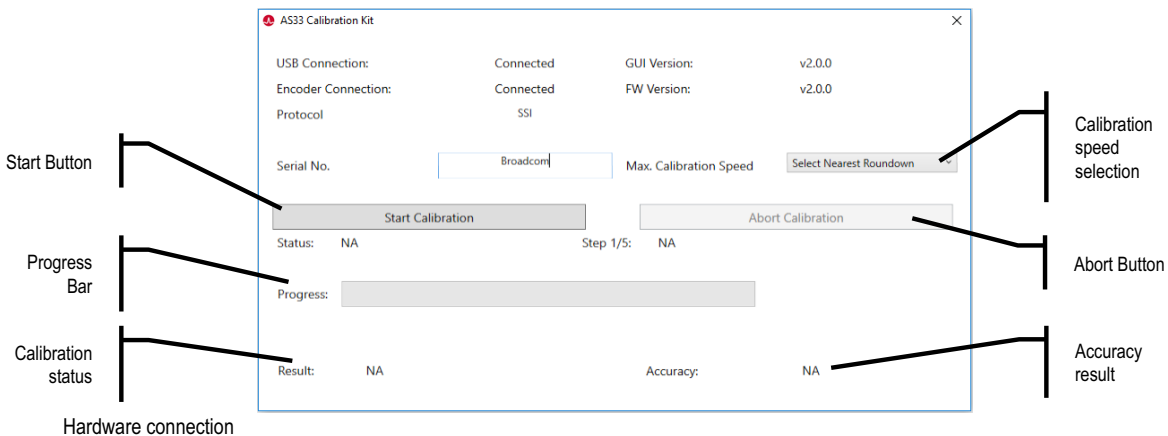 AS33 Calibration Kit
USB Connection: Connected GUI Version: v2.0.0
Encoder Connection: Connected FW Version: v2.0.0
Protocol SSI
Serial No. Broadcom Max. Calibration Speed Select Nearest Roundown
Start Calibration Abort Calibration
Status: NA Step 1/5: NA
Progress:
Result: NA Accuracy: NA
Start Button
Progress
Bar
Calibration
status
Hardware connection
Calibration
speed
selection
Abort Button
Accuracy
result